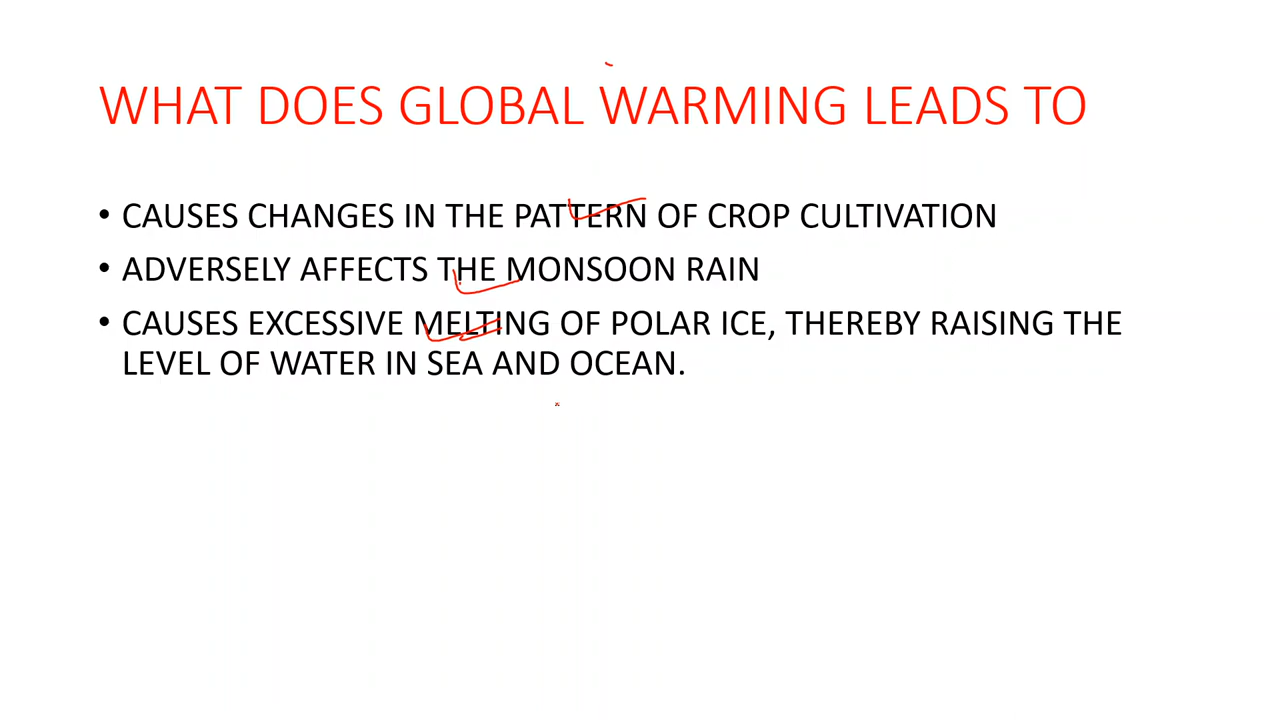 WHAT DOES GLOBAL WARMING LEADS TO
• CAUSES CHANGES IN THE PATTERN OF CROP CULTIVATION
• ADVERSELY AFFECTS THE MONSOON RAIN
• CAUSES EXCESSIVE MELTING OF POLAR ICE, THEREBY RAISING THE
LEVEL OF WATER IN SEA AND OCEAN.